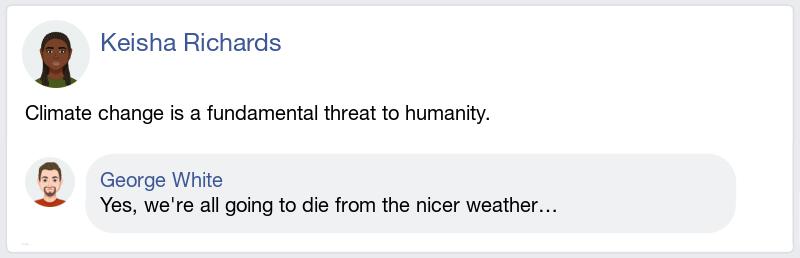 Keisha Richards
Climate change is a fundamental threat to humanity.
George White
Yes, we're all going to die from the nicer weather…